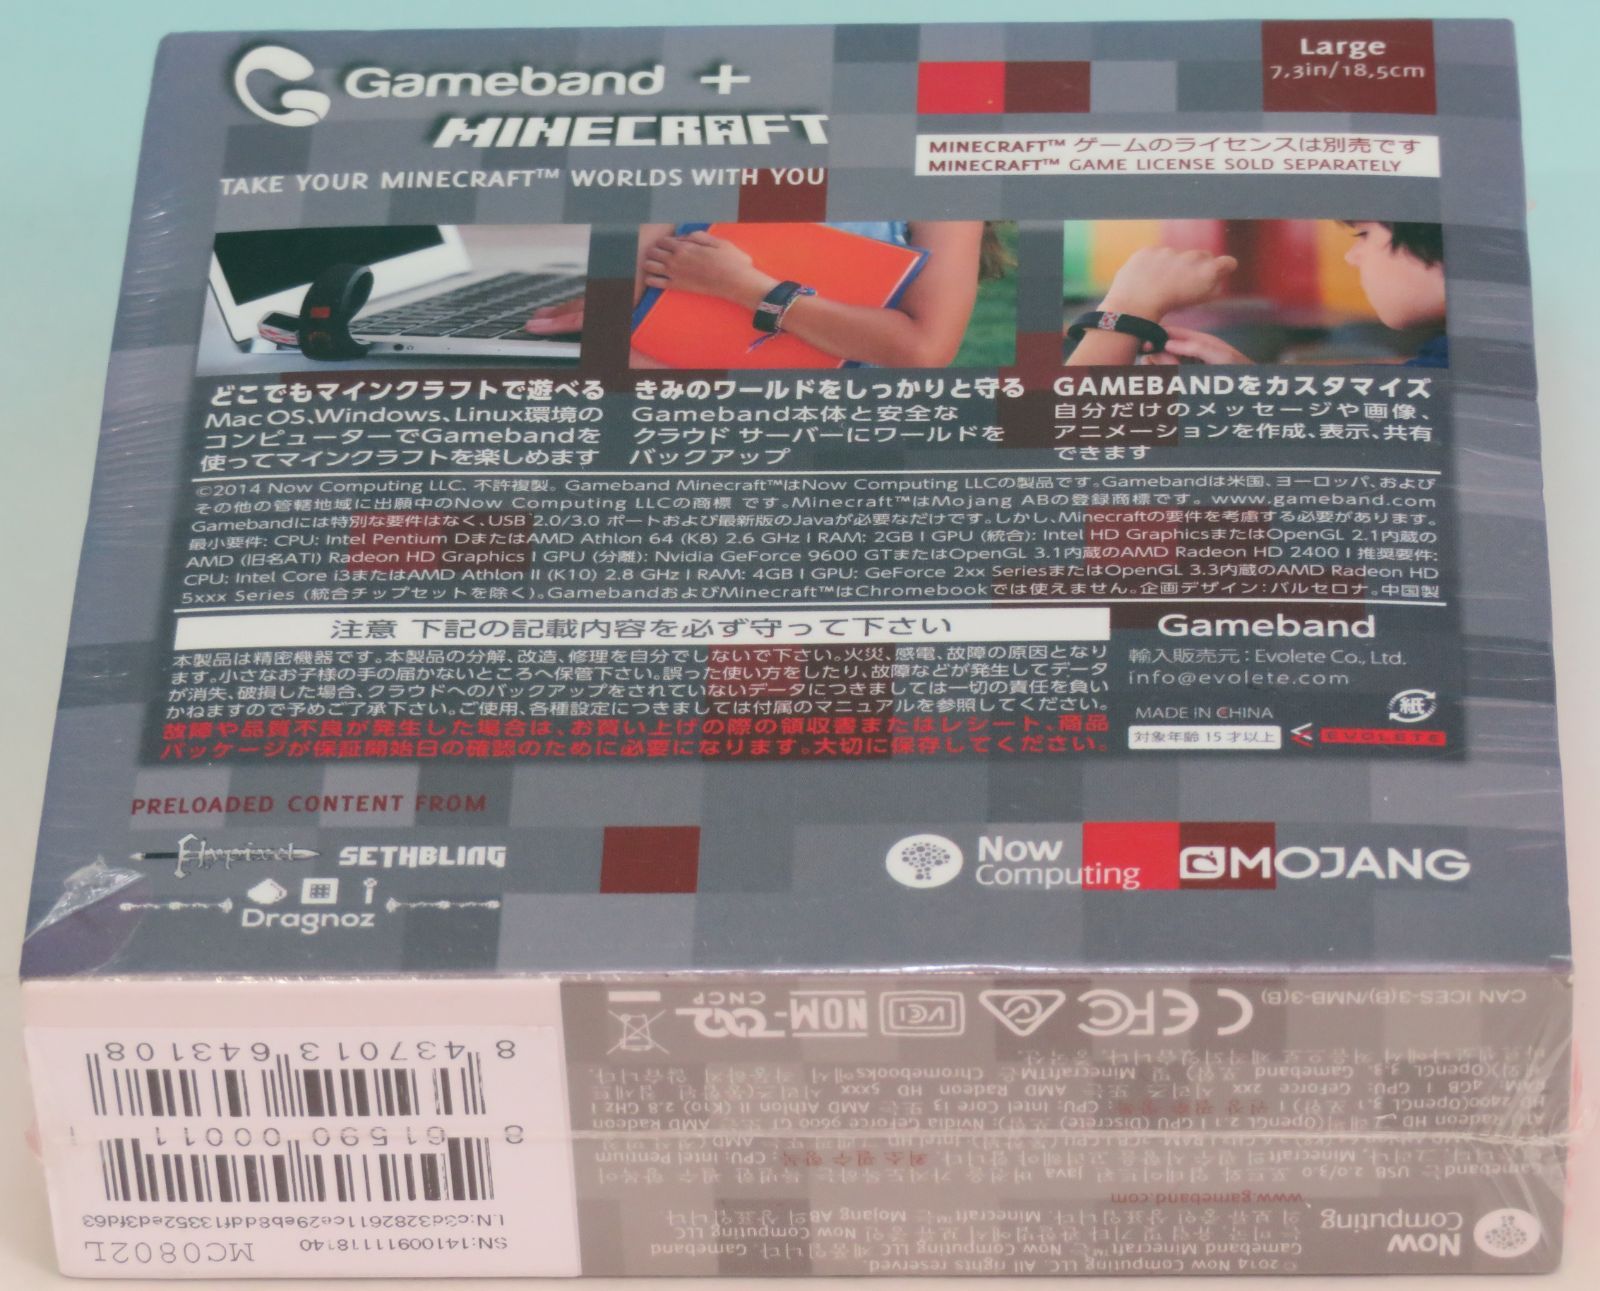 Gameband +
MINECRAFT
TAKE YOUR MINECRAFT™ WORLDS WITH YOU
Large
7,3in/18,5cm
MINECRAFT™ ゲームのライセンスは別売です
MINECRAFT™ GAME LICENSE SOLD SEPARATELY
どこでもマインクラフトで遊べる
Mac OS、Windows、Linux環境の
コンピューターでGamebandを
使ってマインクラフトを楽しめます
きみのワールドをしっかりと守る
Gameband本体と安全な
クラウド サーバーにワールドを
バックアップ
GAMEBANDをカスタマイズ
自分だけのメッセージや画像、
アニメーションを作成、表示、共有
できます
©2014 Now Computing LLC. 不許複製。Gameband Minecraft™はNow Computing LLCの製品です。Gamebandは米国、ヨーロッパ、および
その他の管轄地域に出願中のNow Computing LLCの商標 です。Minecraft™はMojang ABの登録商標です。www.gameband.com
Gamebandには特別な要件はなく、USB 2.0/3.0 ポートおよび最新版のJavaが必要なだけです。しかし、Minecraftの要件を考慮する必要があります。
最小要件: CPU: Intel Pentium DまたはAMD Athlon 64 (K8) 2.6 GHz I RAM: 2GB I GPU (統合): Intel HD GraphicsまたはOpenGL 2.1内蔵の
AMD (旧名ATI) Radeon HD Graphics I GPU (分離): Nvidia GeForce 9600 GTまたはOpenGL 3.1内蔵のAMD Radeon HD 2400 I 推奨要件:
CPU: Intel Core i3またはAMD Athlon II (K10) 2.8 GHz I RAM: 4GB I GPU: GeForce 2xx SeriesまたはOpenGL 3.3内蔵のAMD Radeon HD
5xxx Series (統合チップセットを除く)。GamebandおよびMinecraft™はChromebookでは使えません。企画デザイン:バルセロナ。中国製
注意 下記の記載内容を必ず守って下さい
本製品は精密機器です。本製品の分解、改造、修理を自分でしないで下さい。火災、感電、故障の原因となり
ます。小さなお子様の手の届かないところへ保管下さい。誤った使い方をしたり、故障などが発生してデータ
が消失、破損した場合、クラウドへのバックアップをされていないデータにつきましては一切の責任を負い
かねますので予めご了承下さい。ご使用、各種設定につきましては付属のマニュアルを参照してください。
故障や品質不良が発生した場合は、お買い上げの際の領収書またはレシート、商品
パッケージが保証開始日の確認のために必要になります。大切に保存してください。
Gameband
輸入販売元:Evolete Co., Ltd.
info@evolete.com
MADE IN CHINA
紙
対象年齢 15 才以上
EVOLETE
PRELOADED CONTENT FROM
Hypixel
SETHBLING
Dragnoz
Now
Computing
MOJANG
CAN ICES-3(B)/NMB-3(B)
CE FC VCI NOM
CNCP
8 437013 643108
8 61590 00011 1
LN:c3d3282611ce29eb8ddf13352ed3fd63
SN:141009111118140
MC0802L
Now
Computing
www.gameband.com
© 2014 Now Computing LLC. All rights reserved.